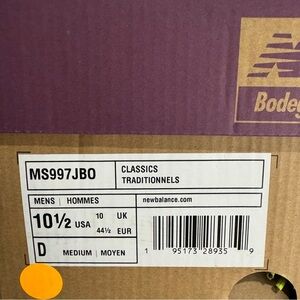 Bode
MS997JBO
CLASSICS
TRADITIONNELS
MENS | HOMMES
newbalance.com
10½ USA 10 UK
44½ EUR
D MEDIUM | MOYEN
1 95173 28935 9